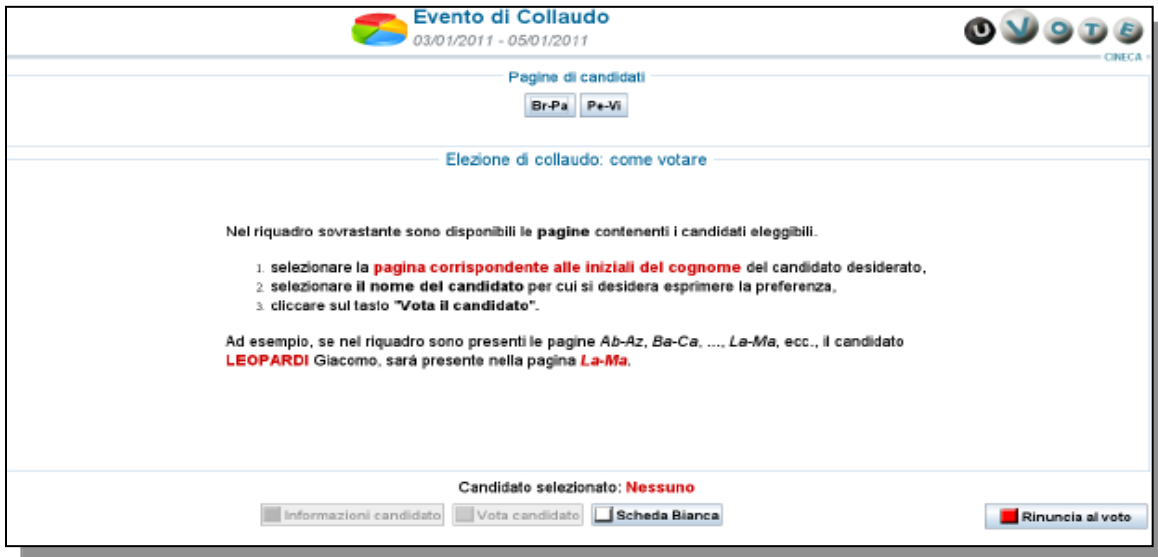 Evento di Collaudo
03/01/2011 - 05/01/2011
U VOTE
CINECA
Pagine di candidati
Br-Pa Pe-Vi
Elezione di collaudo: come votare
Nel riquadro sovrastante sono disponibili le pagine contenenti i candidati eleggibili.
1. selezionare la pagina corrispondente alle iniziali del cognome del candidato desiderato,
2. selezionare il nome del candidato per cui si desidera esprimere la preferenza,
3. cliccare sul tasto "Vota il candidato".
Ad esempio, se nel riquadro sono presenti le pagine Ab-Az, Ba-Ca, ..., La-Ma, ecc., il candidato
LEOPARDI Giacomo, sará presente nella pagina La-Ma.
Candidato selezionato: Nessuno
Informazioni candidato Vota candidato Scheda Bianca Rinuncia al voto